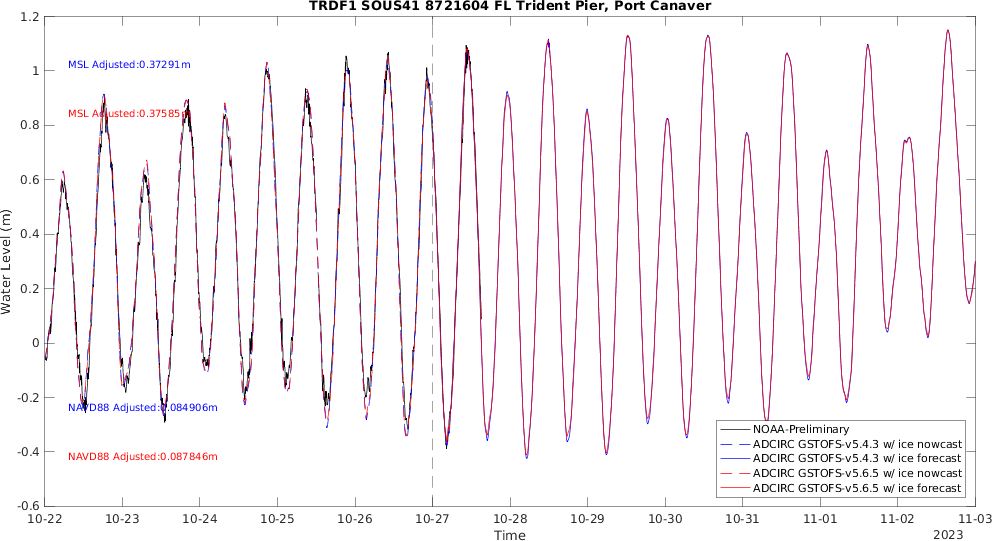 TRDF1 SOUS41 8721604 FL Trident Pier, Port Canaver
1.2
1
0.8
0.6
0.4
0.2
0
-0.2
-0.4
-0.6
Water Level (m)
MSL Adjusted:0.37291m
MSL Adjusted:0.37585m
NAVD88 Adjusted:0.084906m
NAVD88 Adjusted:0.087846m
NOAA-Preliminary
ADCIRC GSTOFS-v5.4.3 w/ ice nowcast
ADCIRC GSTOFS-v5.4.3 w/ ice forecast
ADCIRC GSTOFS-v5.6.5 w/ ice nowcast
ADCIRC GSTOFS-v5.6.5 w/ ice forecast
10-22 10-23 10-24 10-25 10-26 10-27 10-28 10-29 10-30 10-31 11-01 11-02 11-03
Time
2023